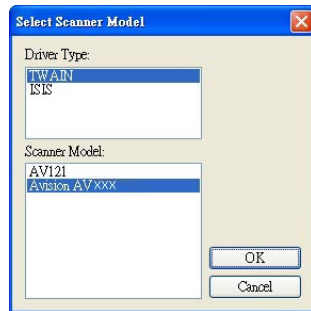 Select Scanner Model
Driver Type:
TWAIN
ISIS
Scanner Model:
AV121
Avision AVXXX
OK
Cancel